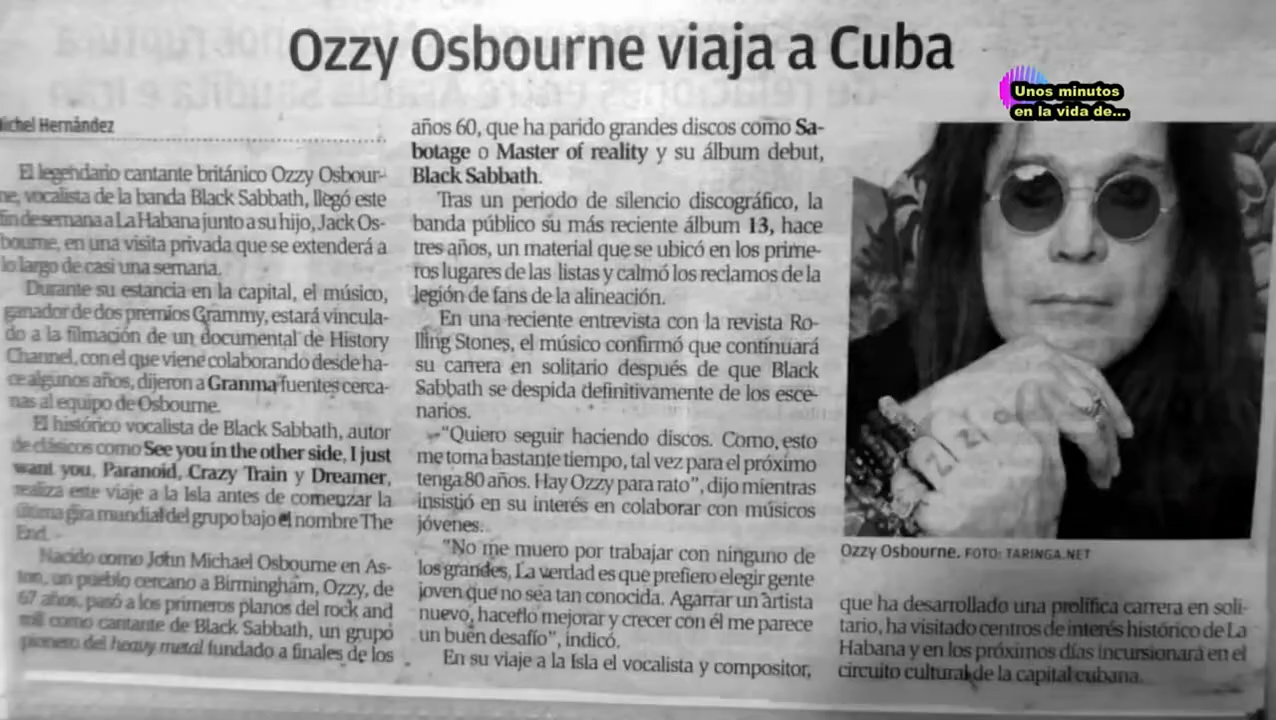 Ozzy Osbourne viaja a Cuba
Unos minutos
en la vida de...
Michel Hernández
El legendario cantante británico Ozzy Osbour-
ne, vocalista de la banda Black Sabbath, llegó este
fin de semana a La Habana junto a su hijo, Jack Os-
bourne, en una visita privada que se extenderá a
lo largo de casi una semana.
Durante su estancia en la capital, el músico,
ganador de dos premios Grammy, estará vincula-
do a la filmación de un documental de History
Channel, con el que viene colaborando desde ha-
ce algunos años, dijeron a Granma fuentes cerca-
nas al equipo de Osbourne.
El histórico vocalista de Black Sabbath, autor
de clásicos como See you in the other side, I just
want you, Paranoid, Crazy Train y Dreamer,
realiza este viaje a la Isla antes de comenzar la
última gira mundial del grupo bajo el nombre The
End.
Nacido como John Michael Osbourne en As-
ton, un pueblo cercano a Birmingham, Ozzy, de
67 años, pasó a los primeros planos del rock and
roll como cantante de Black Sabbath, un grupo
pionero del heavy metal fundado a finales de los
años 60, que ha parido grandes discos como Sa-
botage o Master of reality y su álbum debut,
Black Sabbath.
Tras un periodo de silencio discográfico, la
banda público su más reciente álbum 13, hace
tres años, un material que se ubicó en los prime-
ros lugares de las listas y calmó los reclamos de la
legión de fans de la alineación.
En una reciente entrevista con la revista Ro-
lling Stones, el músico confirmó que continuará
su carrera en solitario después de que Black
Sabbath se despida definitivamente de los esce-
narios.
"Quiero seguir haciendo discos. Como, esto
me toma bastante tiempo, tal vez para el próximo
tenga 80 años. Hay Ozzy para rato", dijo mientras
insistió en su interés en colaborar con músicos
jóvenes.
"No me muero por trabajar con ninguno de
los grandes, La verdad es que prefiero elegir gente
joven que no sea tan conocida. Agarrar un artista
nuevo, hacerlo mejorar y crecer con él me parece
un buen desafío", indicó.
En su viaje a la Isla el vocalista y compositor,
Ozzy Osbourne. FOTO: TARINGA.NET
que ha desarrollado una prolífica carrera en soli-
tario, ha visitado centros de interés histórico de La
Habana y en los próximos días incursionará en el
circuito cultural de la capital cubana.